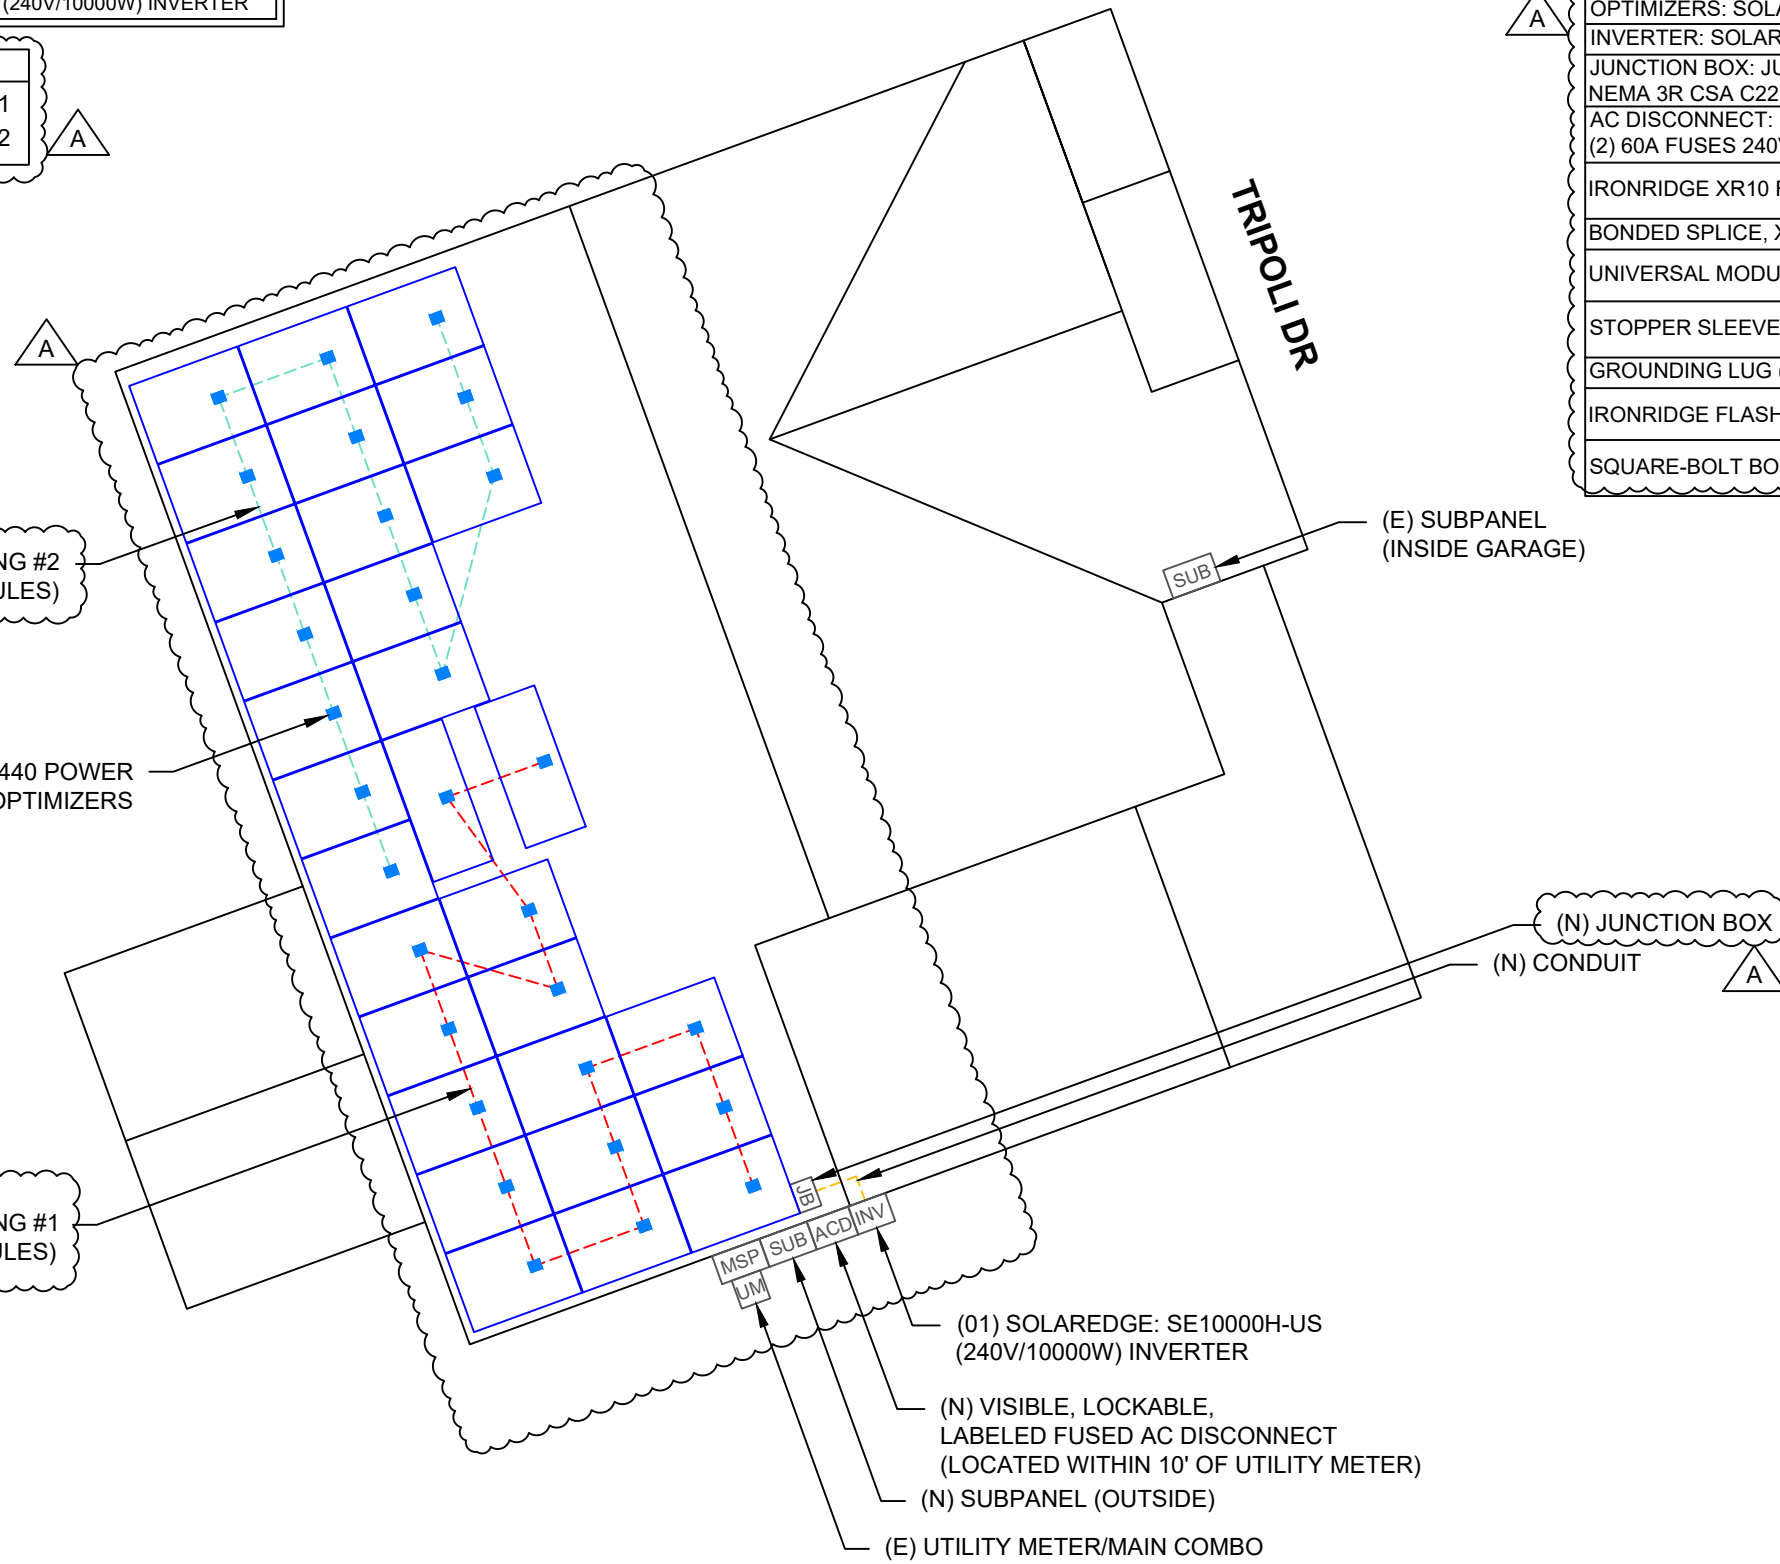 (240V/10000W) INVERTER
1
2
A
A
OPTIMIZERS: SOLA
INVERTER: SOLAR
JUNCTION BOX: JU
NEMA 3R CSA C22
AC DISCONNECT:
(2) 60A FUSES 240V
IRONRIDGE XR10 R
BONDED SPLICE, X
UNIVERSAL MODU
STOPPER SLEEVE
GROUNDING LUG
IRONRIDGE FLASH
SQUARE-BOLT BO
TRIPOLI DR
A
NG #2
ULES)
(E) SUBPANEL
(INSIDE GARAGE)
SUB
440 POWER
OPTIMIZERS
(N) JUNCTION BOX
(N) CONDUIT
A
NG #1
ULES)
JB
MSP
SUB
ACD
INV
UM
(01) SOLAREDGE: SE10000H-US
(240V/10000W) INVERTER
(N) VISIBLE, LOCKABLE,
LABELED FUSED AC DISCONNECT
(LOCATED WITHIN 10' OF UTILITY METER)
(N) SUBPANEL (OUTSIDE)
(E) UTILITY METER/MAIN COMBO